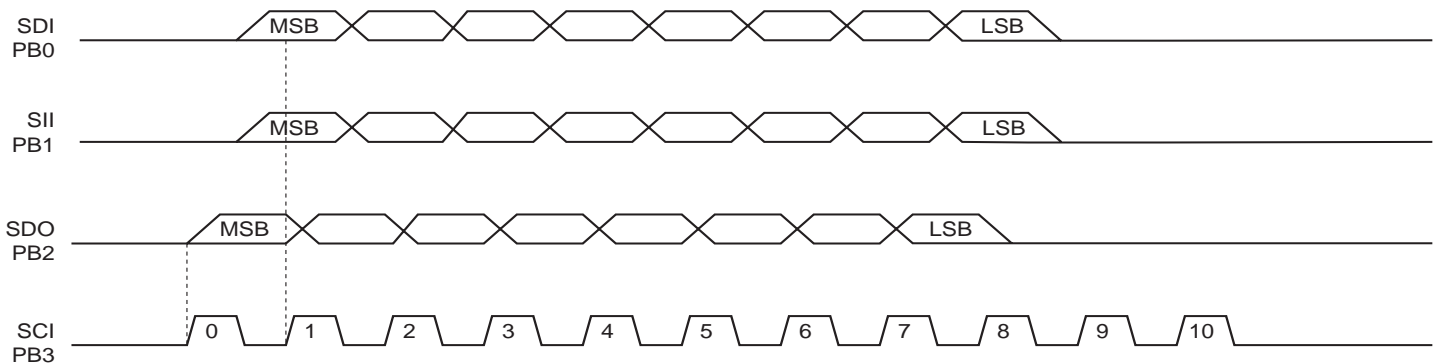 SDI
PB0
MSB LSB
SII
PB1
MSB LSB
SDO
PB2
MSB LSB
SCI
PB3
0 1 2 3 4 5 6 7 8 9 10